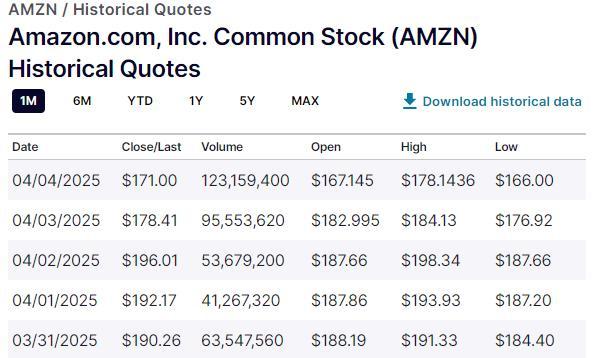 AMZN / Historical Quotes
Amazon.com, Inc. Common Stock (AMZN)
Historical Quotes
1M 6M YTD 1Y 5Y MAX Download historical data
Date Close/Last Volume Open High Low
04/04/2025 $171.00 123,159,400 $167.145 $178.1436 $166.00
04/03/2025 $178.41 95,553,620 $182.995 $184.13 $176.92
04/02/2025 $196.01 53,679,200 $187.66 $198.34 $187.66
04/01/2025 $192.17 41,267,320 $187.86 $193.93 $187.20
03/31/2025 $190.26 63,547,560 $188.19 $191.33 $184.40